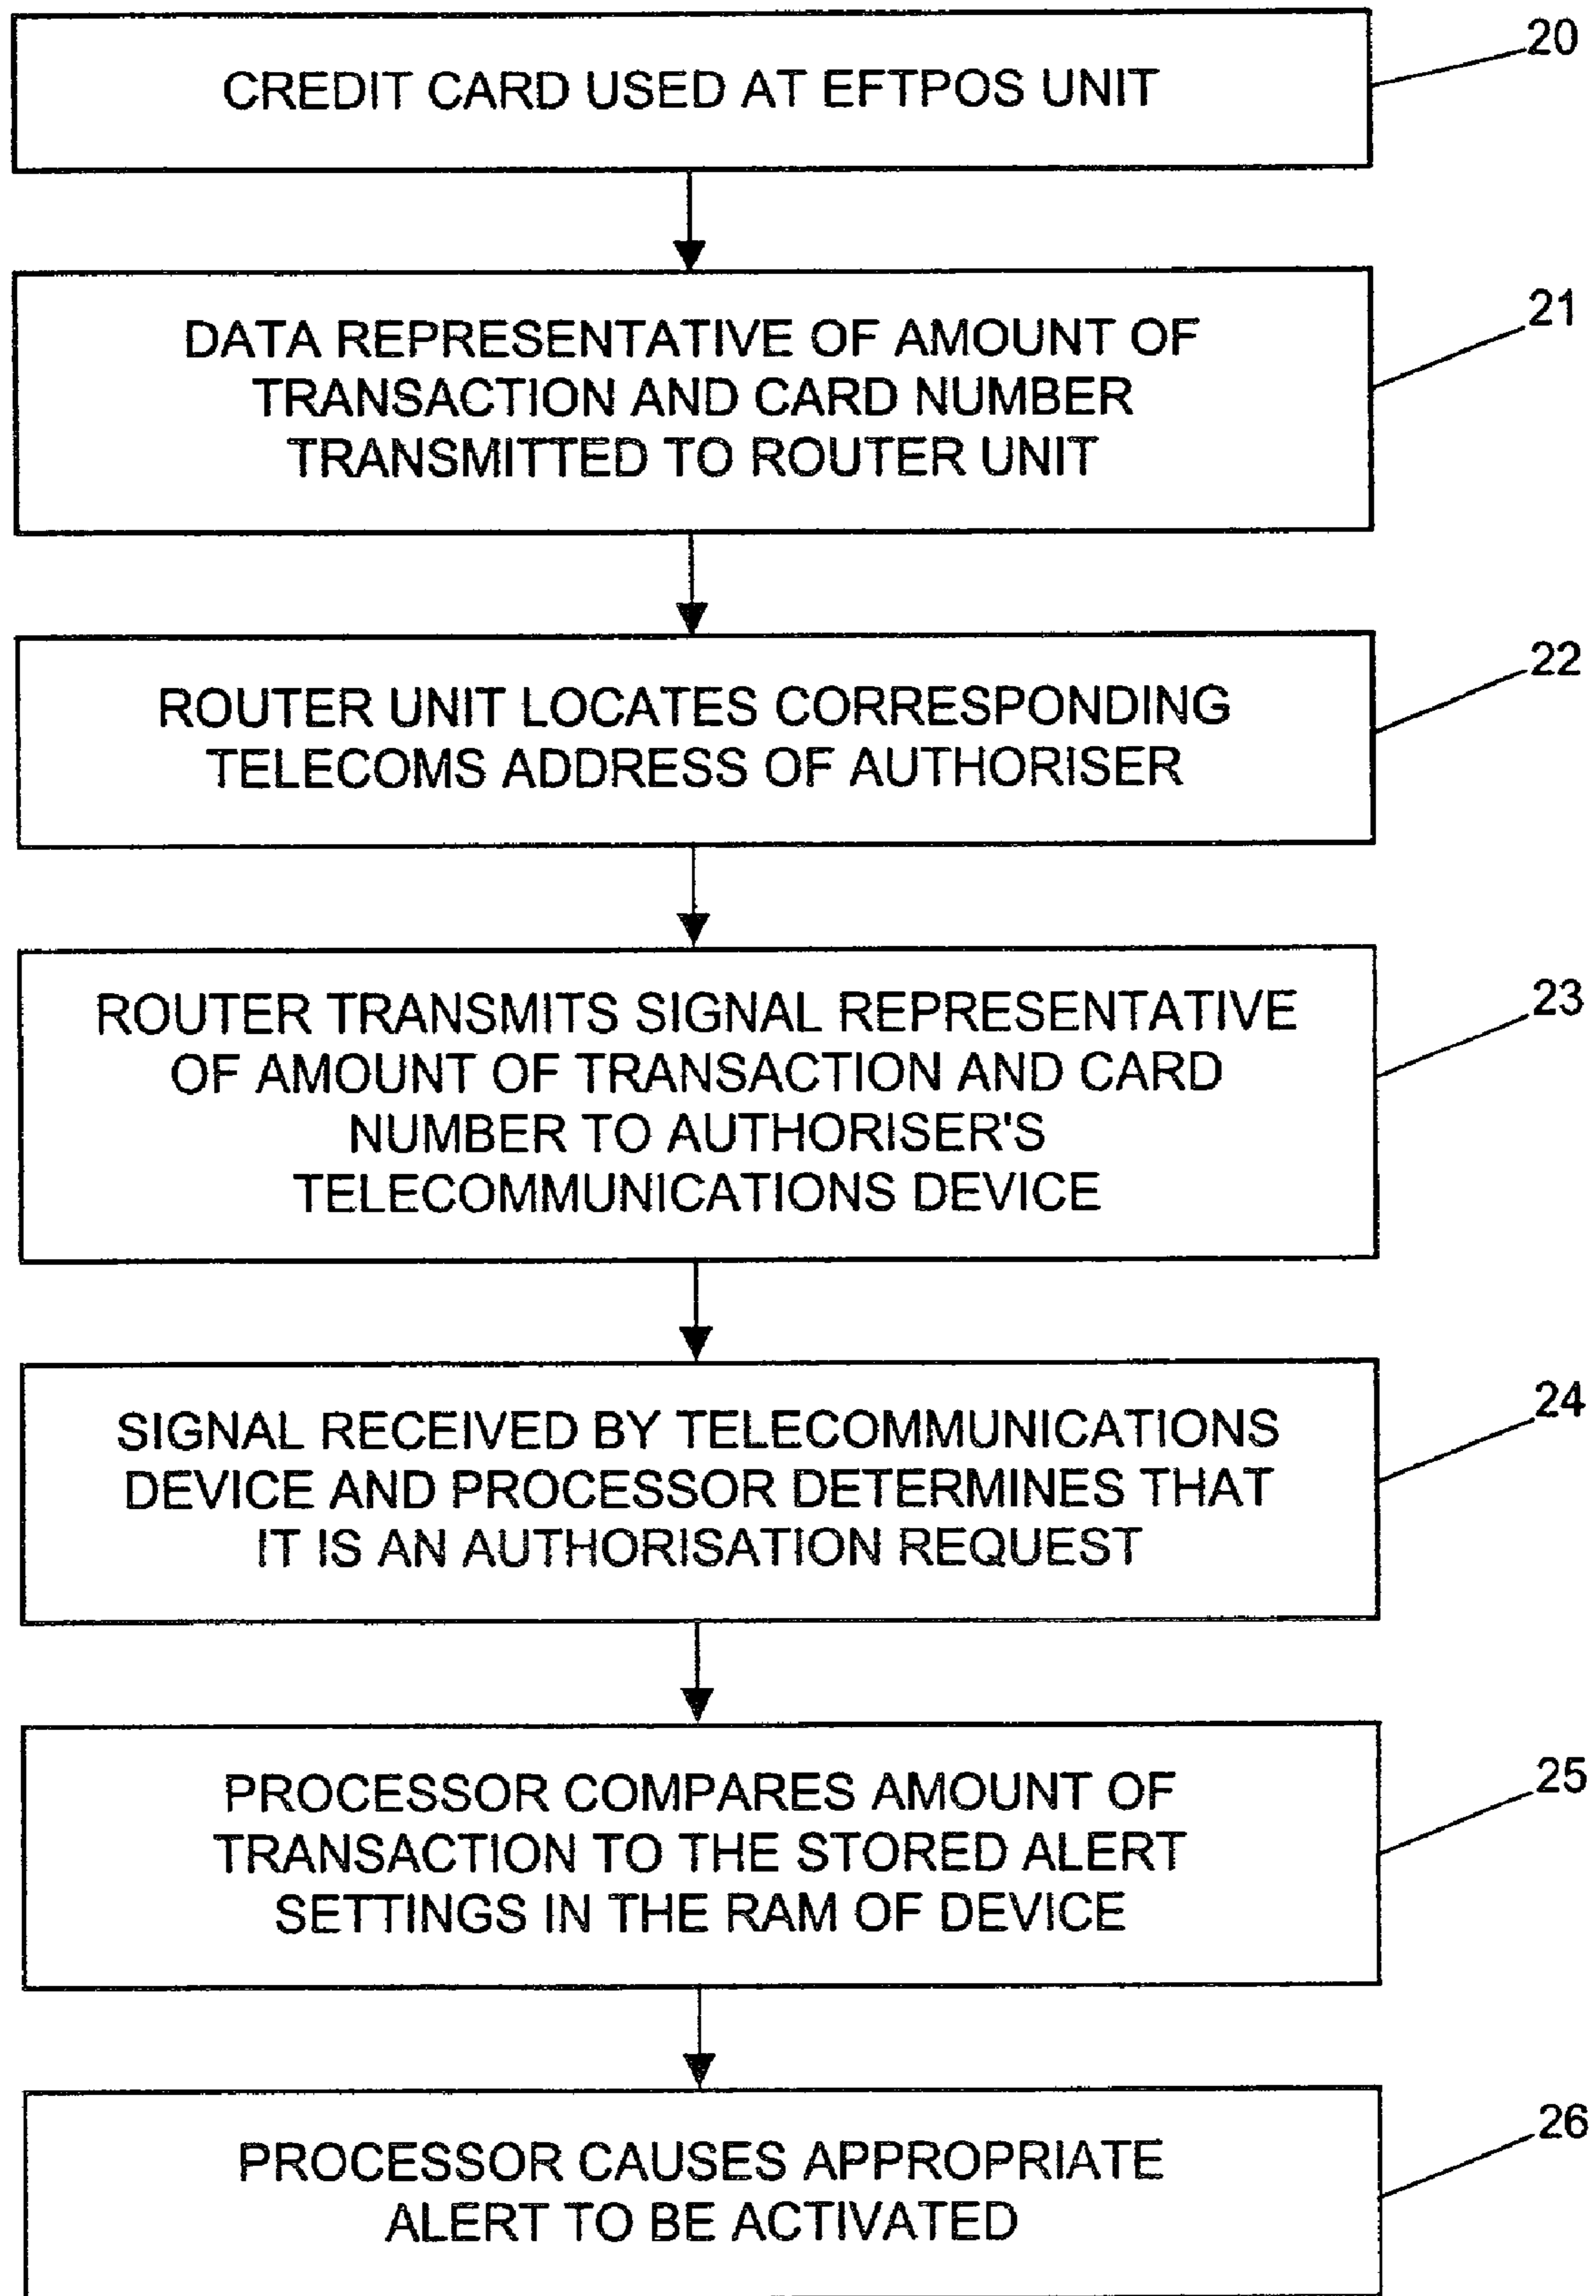 CREDIT CARD USED AT EFTPOS UNIT
20
DATA REPRESENTATIVE OF AMOUNT OF
TRANSACTION AND CARD NUMBER
TRANSMITTED TO ROUTER UNIT
21
ROUTER UNIT LOCATES CORRESPONDING
TELECOMS ADDRESS OF AUTHORISER
22
ROUTER TRANSMITS SIGNAL REPRESENTATIVE
OF AMOUNT OF TRANSACTION AND CARD
NUMBER TO AUTHORISER'S
TELECOMMUNICATIONS DEVICE
23
SIGNAL RECEIVED BY TELECOMMUNICATIONS
DEVICE AND PROCESSOR DETERMINES THAT
IT IS AN AUTHORISATION REQUEST
24
PROCESSOR COMPARES AMOUNT OF
TRANSACTION TO THE STORED ALERT
SETTINGS IN THE RAM OF DEVICE
25
PROCESSOR CAUSES APPROPRIATE
ALERT TO BE ACTIVATED
26